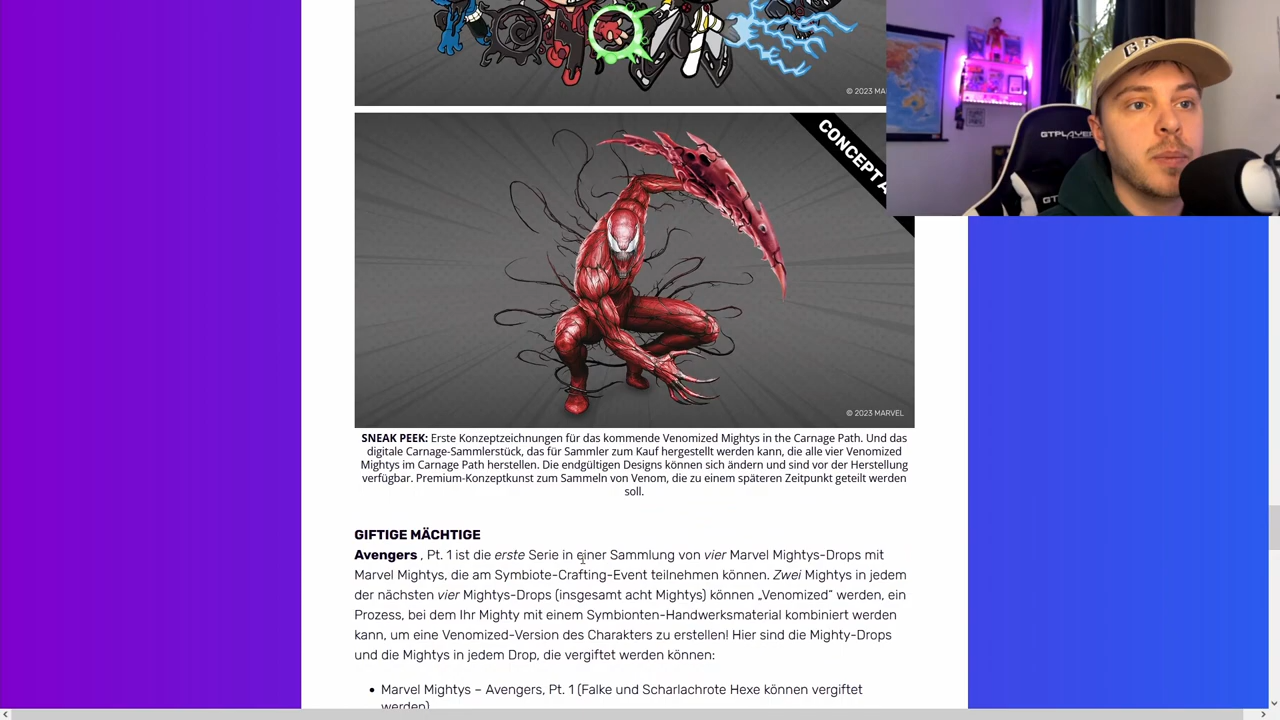 © 2023 MA
CONCEPT A
GTPLAYER
BA
© 2023 MARVEL
SNEAK PEEK: Erste Konzeptzeichnungen für das kommende Venomized Mightys in the Carnage Path. Und das
digitale Carnage-Sammlerstück, das für Sammler zum Kauf hergestellt werden kann, die alle vier Venomized
Mightys im Carnage Path herstellen. Die endgültigen Designs können sich ändern und sind vor der Herstellung
verfügbar. Premium-Konzeptkunst zum Sammeln von Venom, die zu einem späteren Zeitpunkt geteilt werden
soll.
GIFTIGE MÄCHTIGE
Avengers , Pt. 1 ist die erste Serie in einer Sammlung von vier Marvel Mightys-Drops mit
Marvel Mightys, die am Symbiote-Crafting-Event teilnehmen können. Zwei Mightys in jedem
der nächsten vier Mightys-Drops (insgesamt acht Mightys) können „Venomized“ werden, ein
Prozess, bei dem Ihr Mighty mit einem Symbionten-Handwerksmaterial kombiniert werden
kann, um eine Venomized-Version des Charakters zu erstellen! Hier sind die Mighty-Drops
und die Mightys in jedem Drop, die vergiftet werden können:
• Marvel Mightys – Avengers, Pt. 1 (Falke und Scharlachrote Hexe können vergiftet
werden)